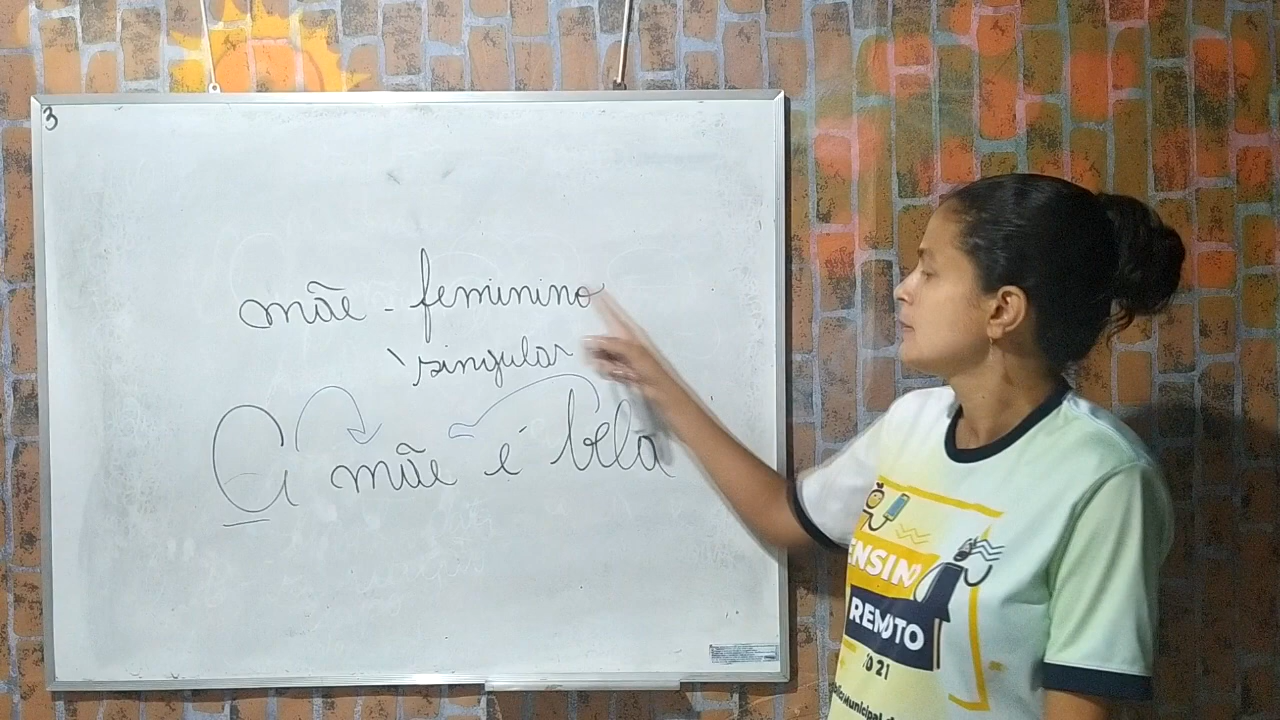 3
mãe - feminino
singular
A mãe é bela
ENSINO
REMOTO
2021